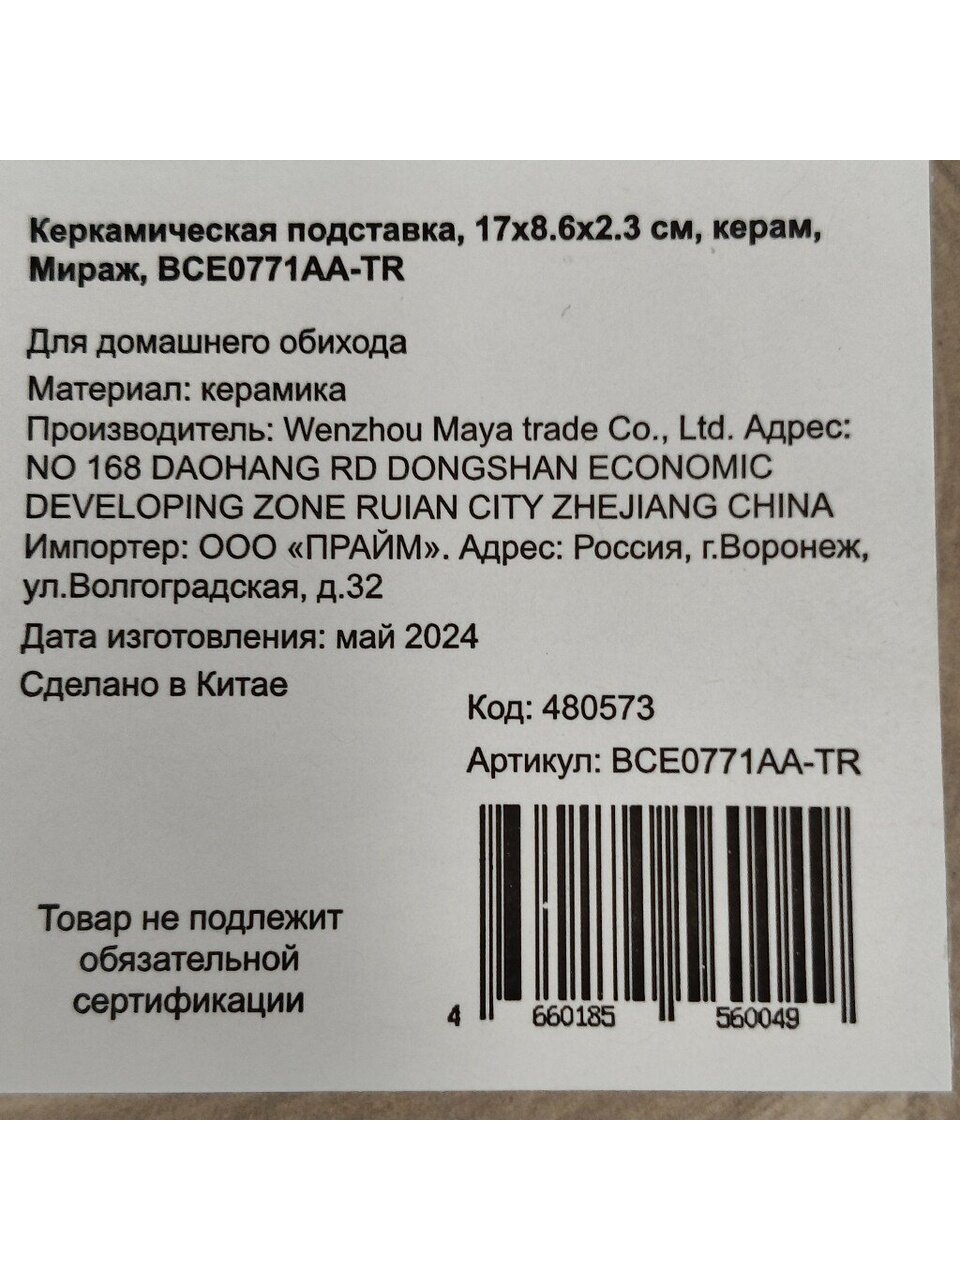 Керкамическая подставка, 17x8.6x2.3 см, керам,
Мираж, BCE0771AA-TR
Для домашнего обихода
Материал: керамика
Производитель: Wenzhou Maya trade Co., Ltd. Адрес:
NO 168 DAOHANG RD DONGSHAN ECONOMIC
DEVELOPING ZONE RUIAN CITY ZHEJIANG CHINA
Импортер: ООО «ПРАЙМ». Адрес: Россия, г.Воронеж,
ул.Волгоградская, д.32
Дата изготовления: май 2024
Сделано в Китае
Код: 480573
Артикул: BCE0771AA-TR
Товар не подлежит
обязательной
сертификации
4 660185 560049